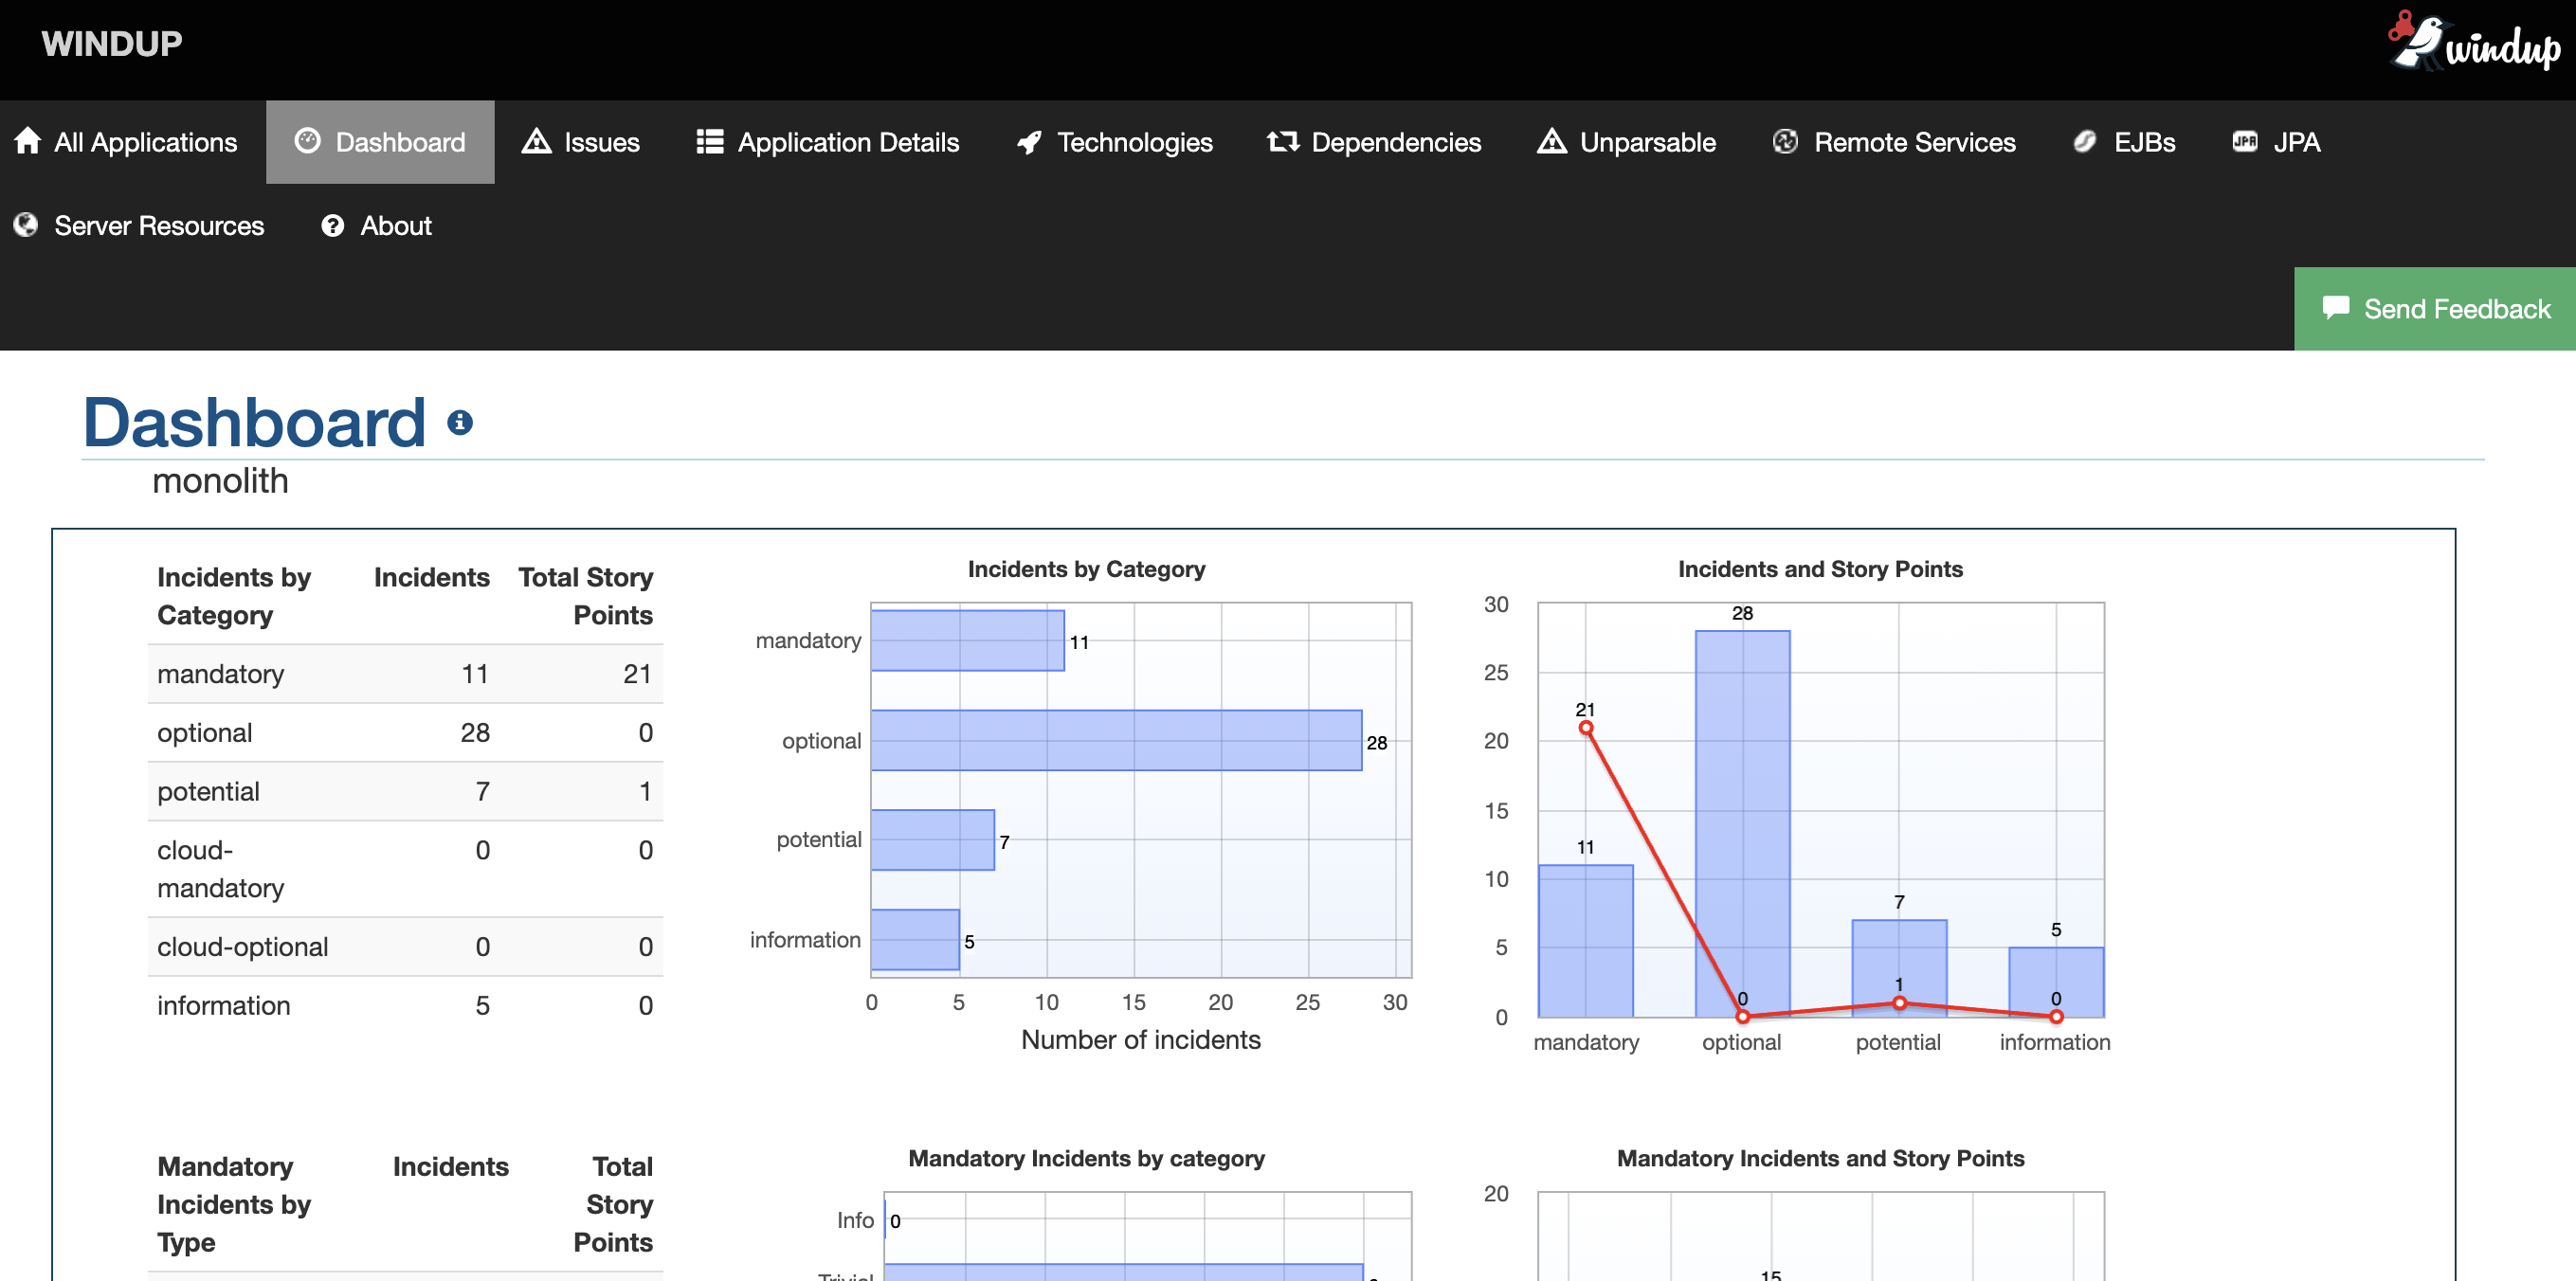 WINDUP
windup
All Applications
Dashboard
Issues
Application Details
Technologies
Dependencies
Unparsable
Remote Services
EJBs
JPA JPA
Server Resources
About
Send Feedback
Dashboard
monolith
Incidents by Category Incidents Total Story Points
mandatory 11 21
optional 28 0
potential 7 1
cloud-mandatory 0 0
cloud-optional 0 0
information 5 0
Incidents by Category
mandatory 11
optional 28
potential 7
information 5
0 5 10 15 20 25 30
Number of incidents
Incidents and Story Points
30
25
20
15
10
5
0
28
21
11
7
5
0
1
0
mandatory optional potential information
Mandatory Incidents by Type Incidents Total Story Points
Mandatory Incidents by category
Info 0
Trivial
Mandatory Incidents and Story Points
20
15